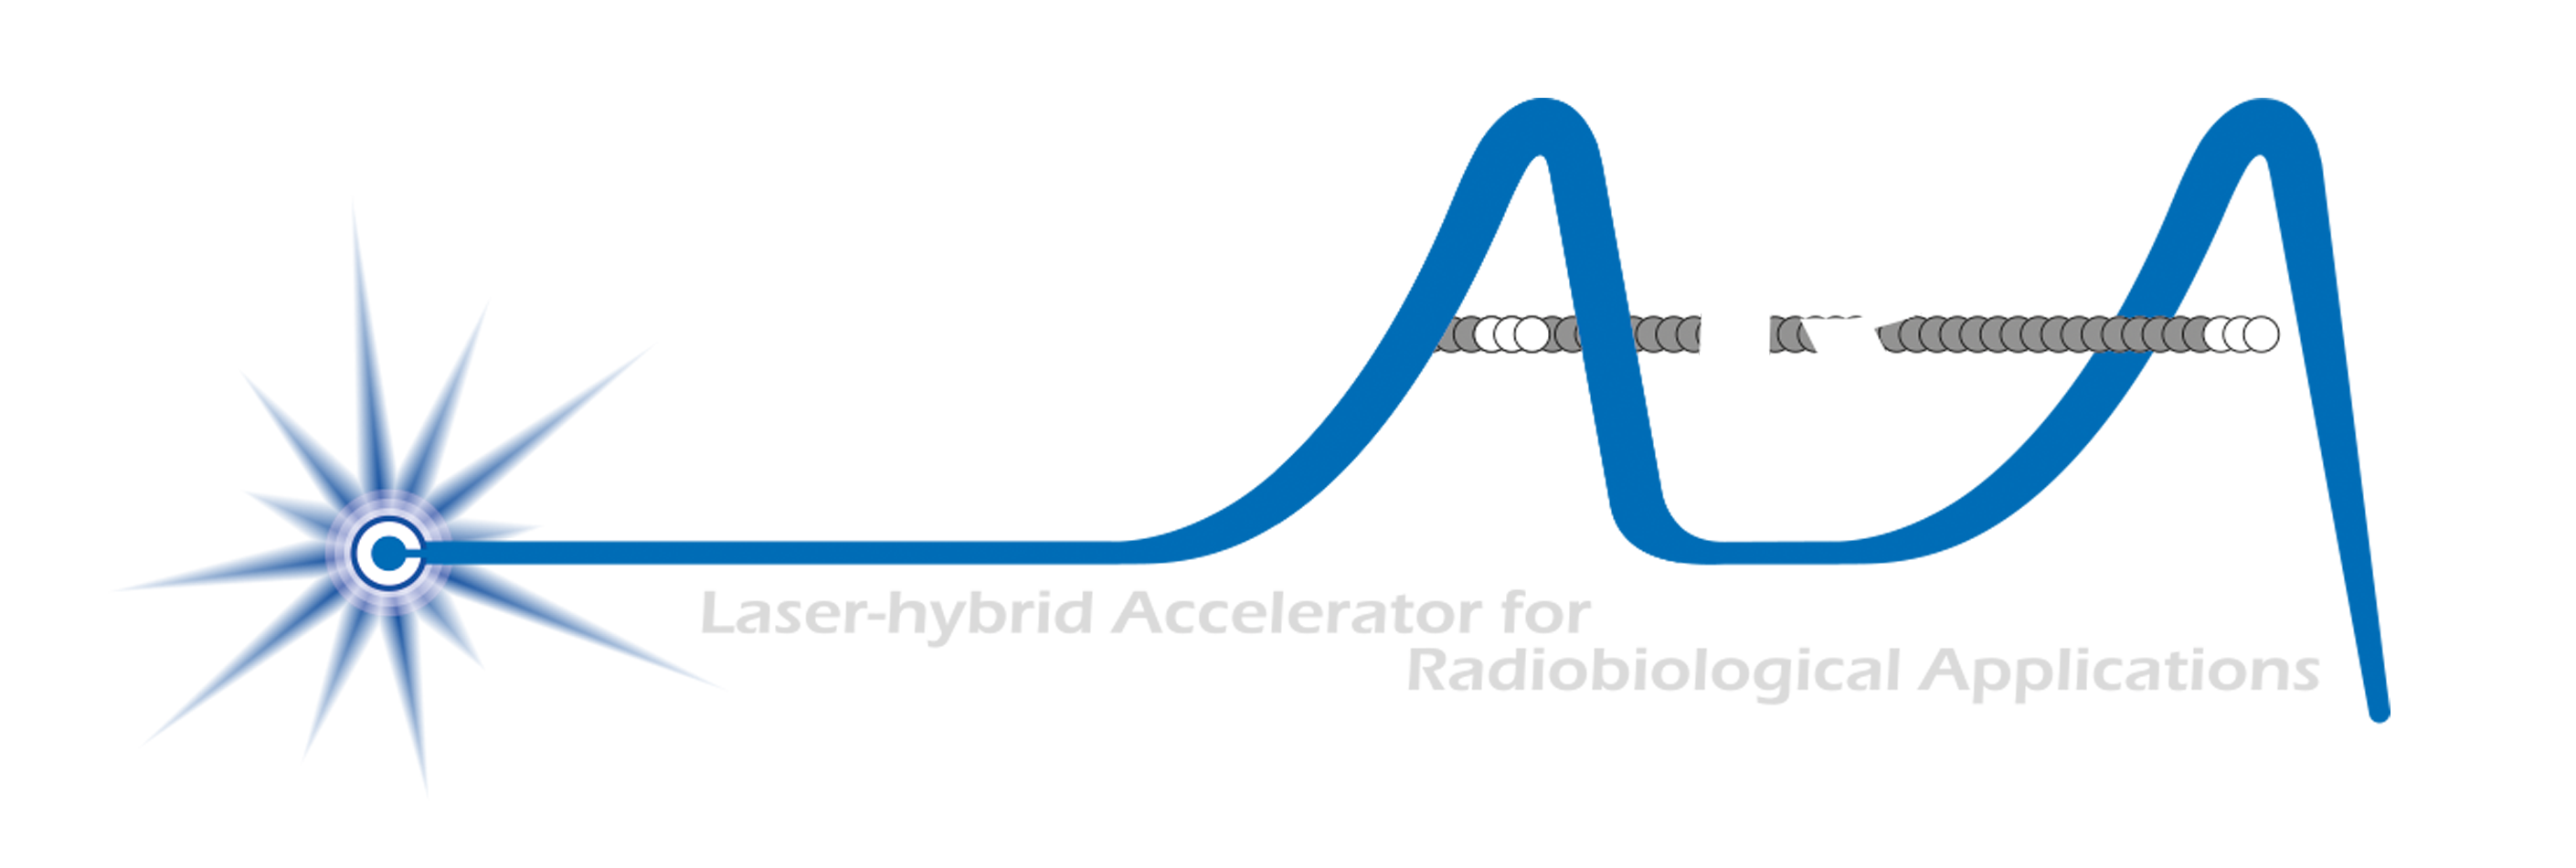 Laser-hybrid Accelerator for
Radiobiological Applications